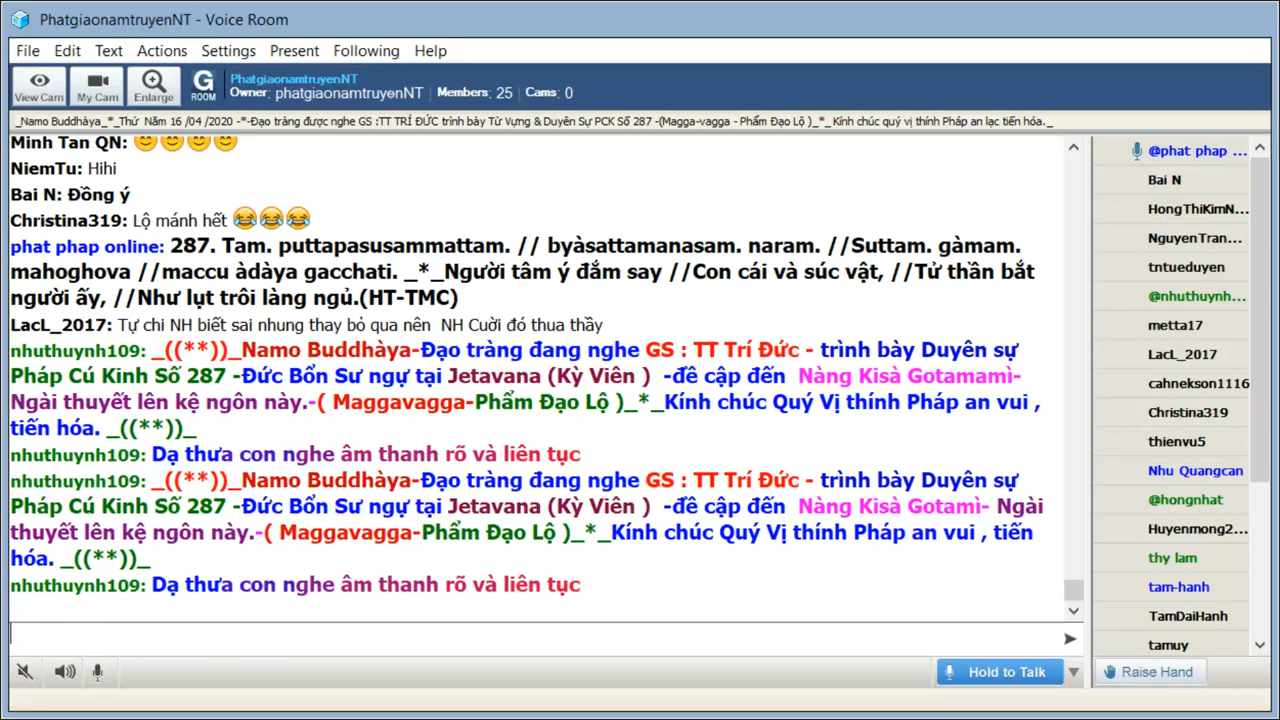 PhatgiaonamtruyenNT - Voice Room
File Edit Text Actions Settings Present Following Help
View Cam My Cam Enlarge G ROOM
PhatgiaonamtruyenNT
Owner: phatgiaonamtruyenNT Members: 25 Cams: 0
_Namo Buddhàya_*_Thứ Năm 16 /04 /2020 -*-Đạo tràng được nghe GS :TT TRÍ ĐỨC trình bày Từ Vựng & Duyên Sự PCK Số 287 -(Magga-vagga - Phẩm Đạo Lộ )_*_ Kính chúc quý vị thính Pháp an lạc tiến hóa._
Minh Tan QN: 😊😊😊😊
NiemTu: Hihi
Bai N: Đồng ý
Christina319: Lộ mánh hết 😂😂😂
phat phap online: 287. Tam. puttapasusammattam. // byàsattamanasam. naram. //Suttam. gàmam.
mahoghova //maccu àdàya gacchati. _*_Người tâm ý đắm say //Con cái và súc vật, //Tử thần bắt
người ấy, //Như lụt trôi làng ngủ.(HT-TMC)
LacL_2017: Tự chi NH biết sai nhung thay bỏ qua nên NH Cuời đó thua thầy
nhuthuynh109: _((**))_Namo Buddhàya-Đạo tràng đang nghe GS : TT Trí Đức - trình bày Duyên sự
Pháp Cú Kinh Số 287 -Đức Bổn Sư ngự tại Jetavana (Kỳ Viên ) -đề cập đến Nàng Kisà Gotamamì-
Ngài thuyết lên kệ ngôn này.-( Maggavagga-Phẩm Đạo Lộ )_*_Kính chúc Quý Vị thính Pháp an vui ,
tiến hóa. _((**))_
nhuthuynh109: Dạ thưa con nghe âm thanh rõ và liên tục
nhuthuynh109: _((**))_Namo Buddhàya-Đạo tràng đang nghe GS : TT Trí Đức - trình bày Duyên sự
Pháp Cú Kinh Số 287 -Đức Bổn Sư ngự tại Jetavana (Kỳ Viên ) -đề cập đến Nàng Kisà Gotamì- Ngài
thuyết lên kệ ngôn này.-( Maggavagga-Phẩm Đạo Lộ )_*_Kính chúc Quý Vị thính Pháp an vui , tiến
hóa. _((**))_
nhuthuynh109: Dạ thưa con nghe âm thanh rõ và liên tục
@phat phap ...
Bai N
HongThiKimN...
NguyenTran...
tntueduyen
@nhuthuynh...
metta17
LacL_2017
cahnekson1116
Christina319
thienvu5
Nhu Quangcan
@hongnhat
Huyenmong2...
thy lam
tam-hanh
TamDaiHanh
tamuy
Hold to Talk
Raise Hand